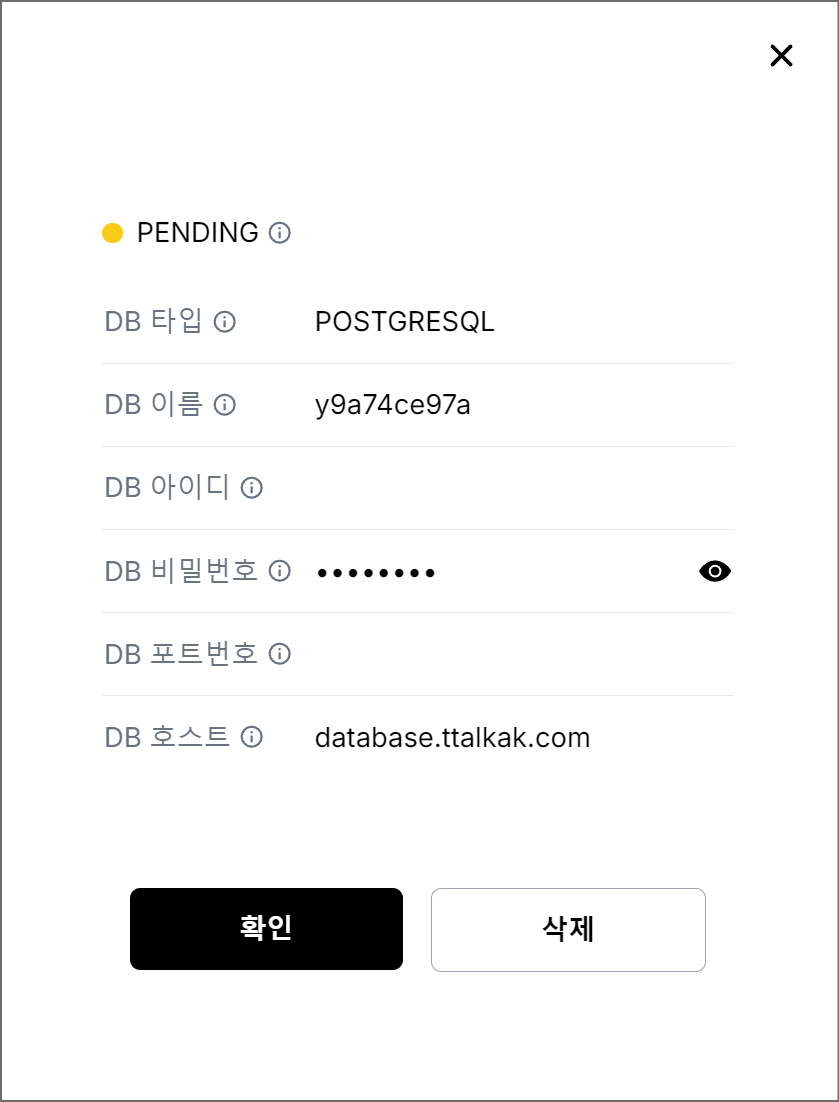 PENDING
DB 타입 POSTGRESQL
DB 이름 y9a74ce97a
DB 아이디
DB 비밀번호 ••••••••
DB 포트번호
DB 호스트 database.ttalkak.com
확인 삭제